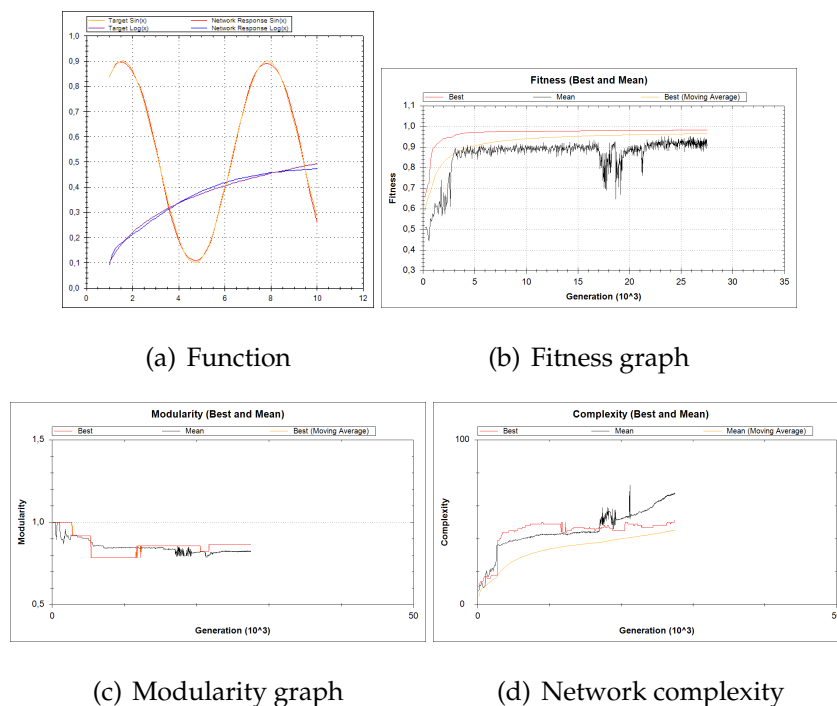 Target Sin(x) Network Response Sin(x)
Target Log(x) Network Response Log(x)
1,0
0,9
0,8
0,7
0,6
0,5
0,4
0,3
0,2
0,1
0,0
0 2 4 6 8 10 12
(a) Function
Fitness (Best and Mean)
Best Mean Best (Moving Average)
1,1
1,0
0,9
0,8
0,7
0,6
0,5
0,4
0,3
Fitness
0 5 10 15 20 25 30 35
Generation (10^3)
(b) Fitness graph
Modularity (Best and Mean)
Best Mean Best (Moving Average)
1,5
1,0
0,5
Modularity
0 50
Generation (10^3)
(c) Modularity graph
Complexity (Best and Mean)
Best Mean Mean (Moving Average)
100
0
Complexity
0 5
Generation (10^3)
(d) Network complexity